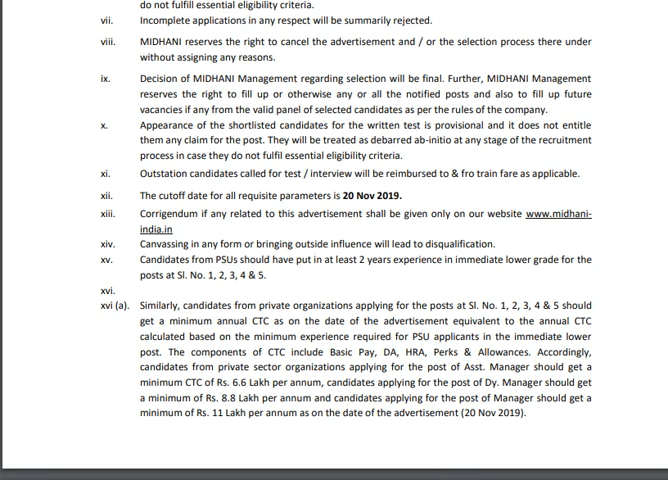 do not fulfill essential eligibility criteria.
vii. Incomplete applications in any respect will be summarily rejected.
viii. MIDHANI reserves the right to cancel the advertisement and / or the selection process there under
without assigning any reasons.
ix. Decision of MIDHANI Management regarding selection will be final. Further, MIDHANI Management
reserves the right to fill up or otherwise any or all the notified posts and also to fill up future
vacancies if any from the valid panel of selected candidates as per the rules of the company.
x. Appearance of the shortlisted candidates for the written test is provisional and it does not entitle
them any claim for the post. They will be treated as debarred ab-initio at any stage of the recruitment
process in case they do not fulfil essential eligibility criteria.
xi. Outstation candidates called for test / interview will be reimbursed to & fro train fare as applicable.
xii. The cutoff date for all requisite parameters is 20 Nov 2019.
xiii. Corrigendum if any related to this advertisement shall be given only on our website www.midhani-
india.in
xiv. Canvassing in any form or bringing outside influence will lead to disqualification.
xv. Candidates from PSUs should have put in at least 2 years experience in immediate lower grade for the
posts at Sl. No. 1, 2, 3, 4 & 5.
xvi.
xvi (a). Similarly, candidates from private organizations applying for the posts at Sl. No. 1, 2, 3, 4 & 5 should
get a minimum annual CTC as on the date of the advertisement equivalent to the annual CTC
calculated based on the minimum experience required for PSU applicants in the immediate lower
post. The components of CTC include Basic Pay, DA, HRA, Perks & Allowances. Accordingly,
candidates from private sector organizations applying for the post of Asst. Manager should get a
minimum CTC of Rs. 6.6 Lakh per annum, candidates applying for the post of Dy. Manager should get
a minimum of Rs. 8.8 Lakh per annum and candidates applying for the post of Manager should get a
minimum of Rs. 11 Lakh per annum as on the date of the advertisement (20 Nov 2019).